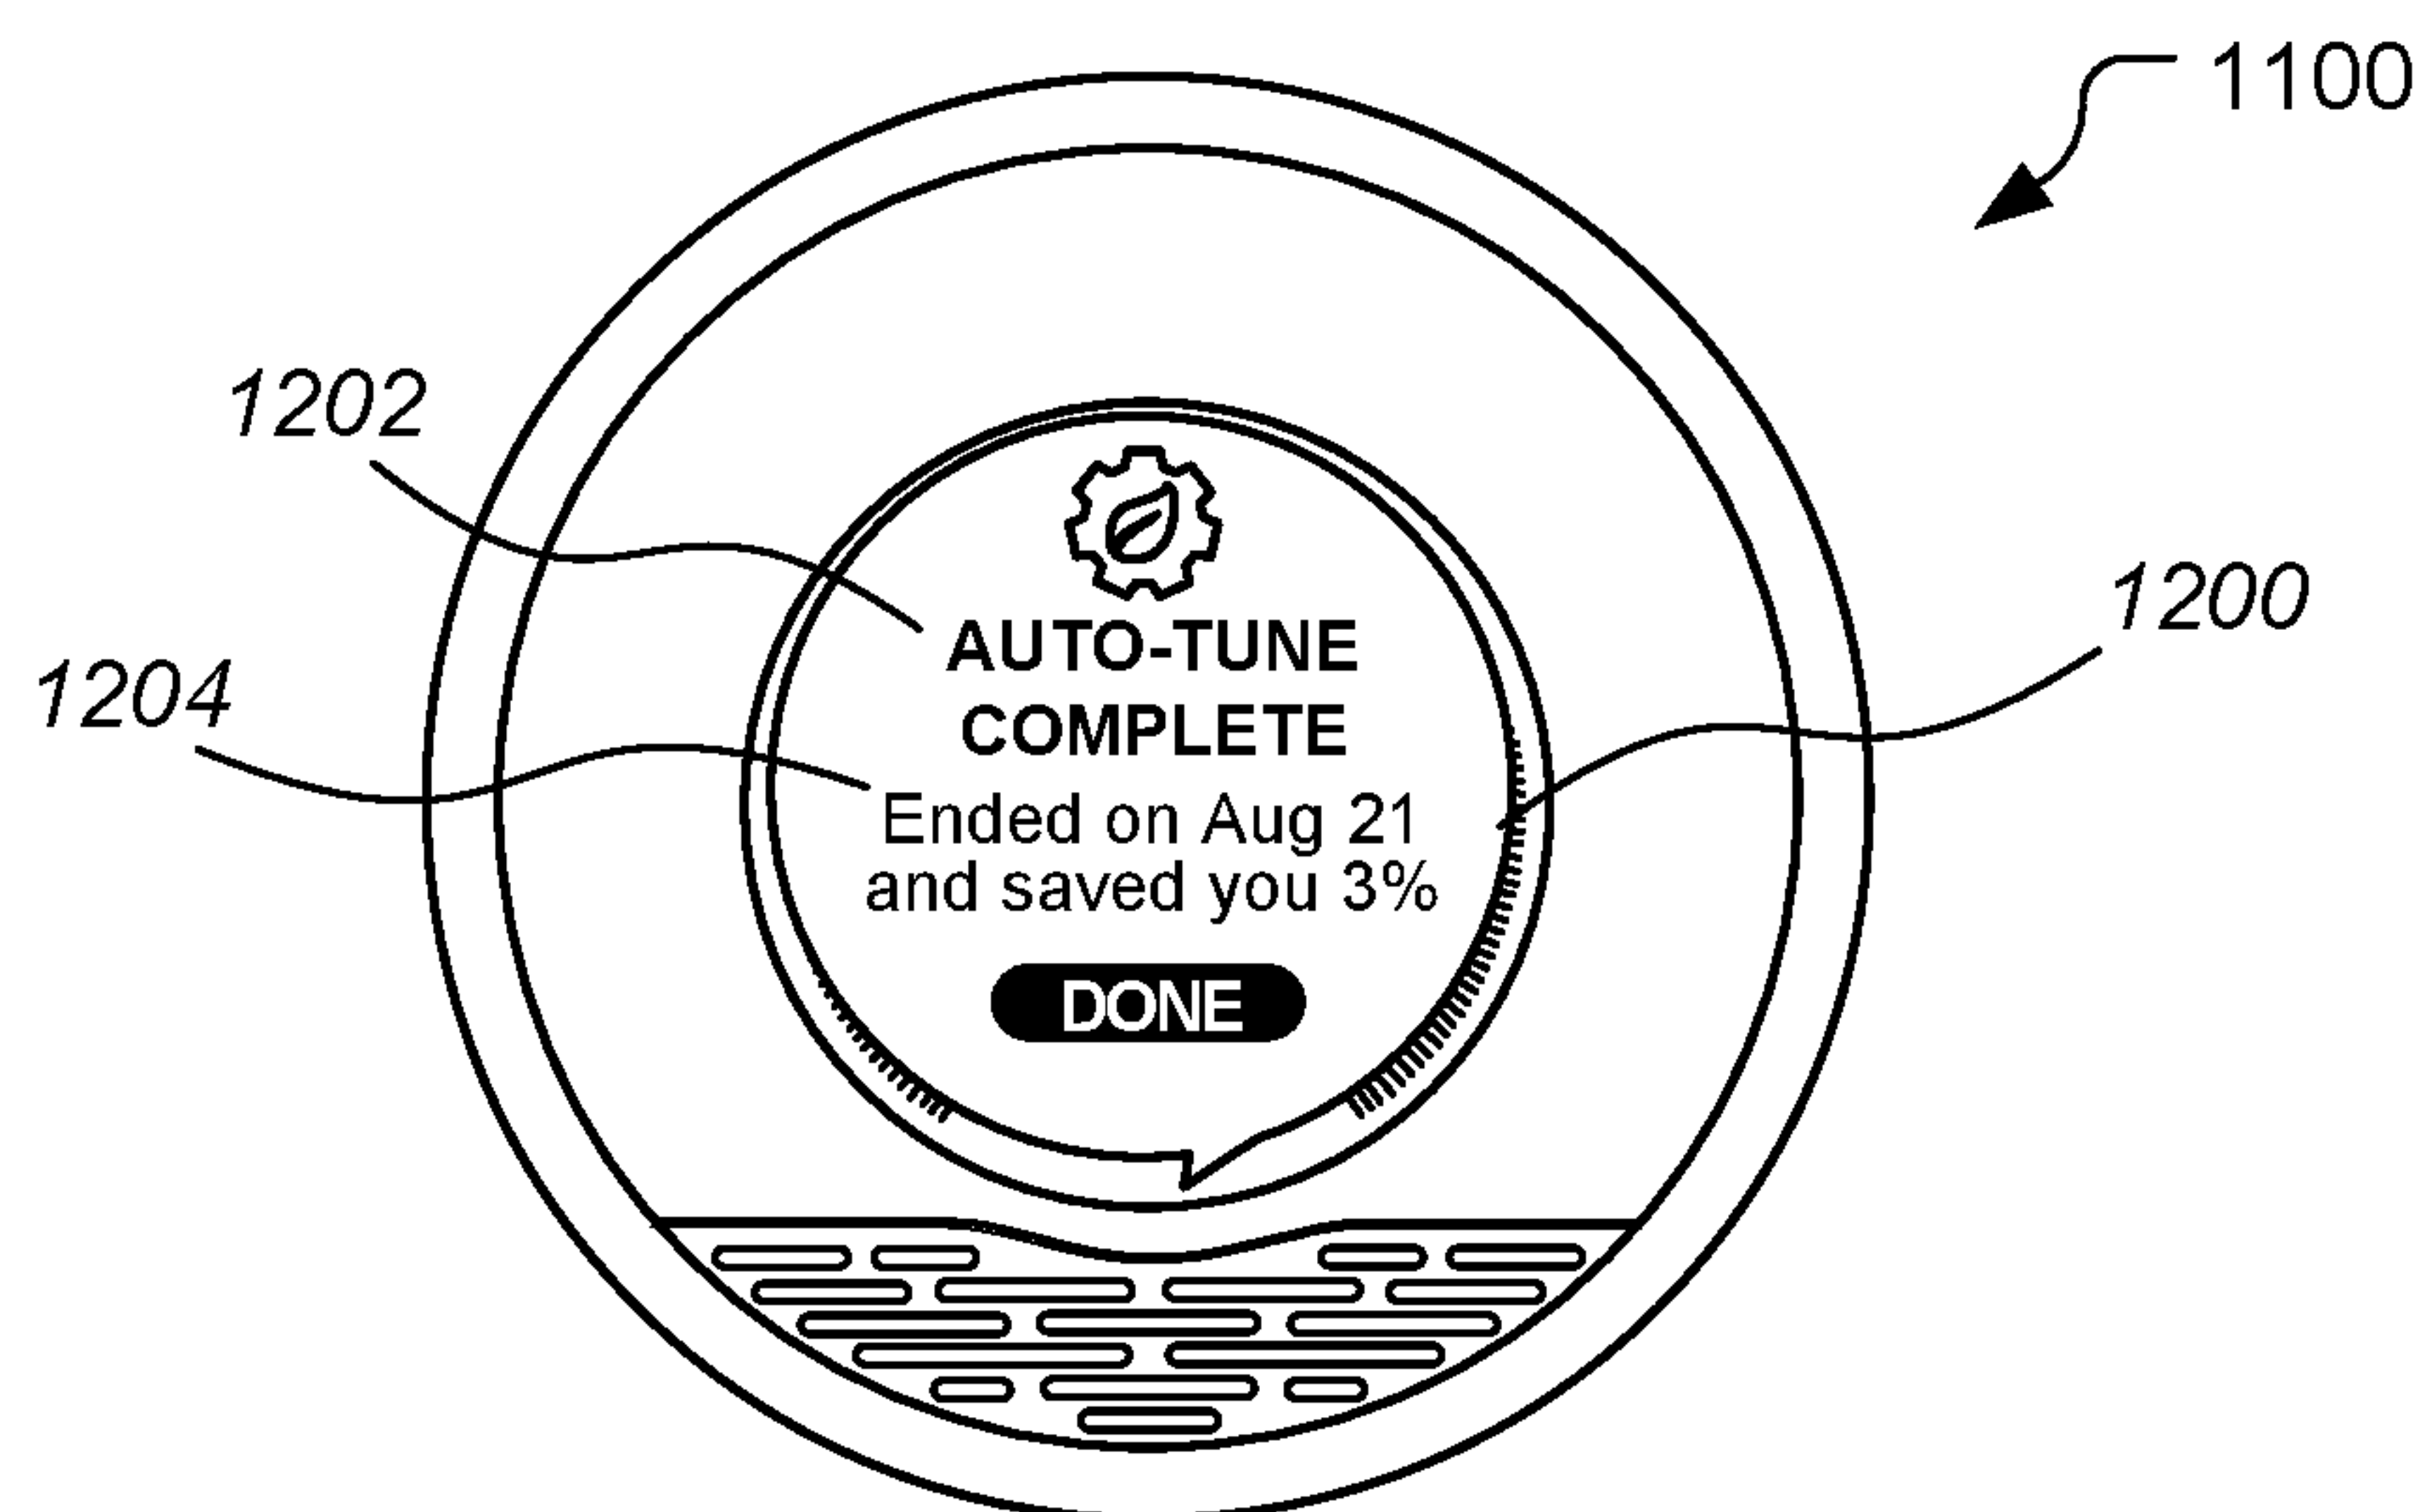 1100
1202
1200
1204
AUTO-TUNE
COMPLETE
Ended on Aug 21
and saved you 3%
DONE